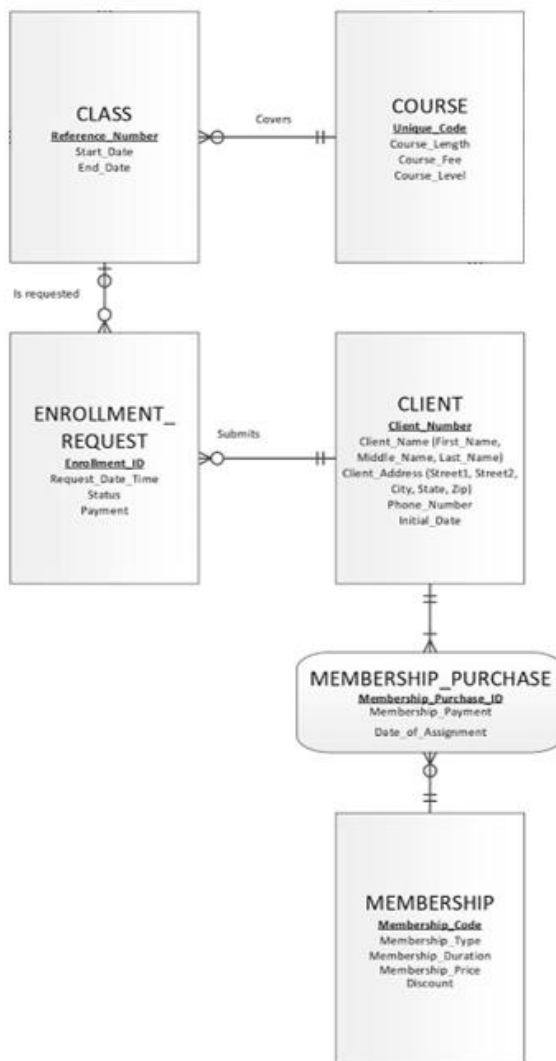 CLASS
Reference_Number
Start_Date
End_Date
Covers
COURSE
Unique_Code
Course_Length
Course_Fee
Course_Level
Is requested
ENROLLMENT_
REQUEST
Enrollment_ID
Request_Date_Time
Status
Payment
Submits
CLIENT
Client_Number
Client_Name (First_Name,
Middle_Name, Last_Name)
Client_Address (Street1, Street2,
City, State, Zip)
Phone_Number
Initial_Date
MEMBERSHIP_PURCHASE
Membership_Purchase_ID
Membership_Payment
Date_of_Assignment
MEMBERSHIP
Membership_Code
Membership_Type
Membership_Duration
Membership_Price
Discount